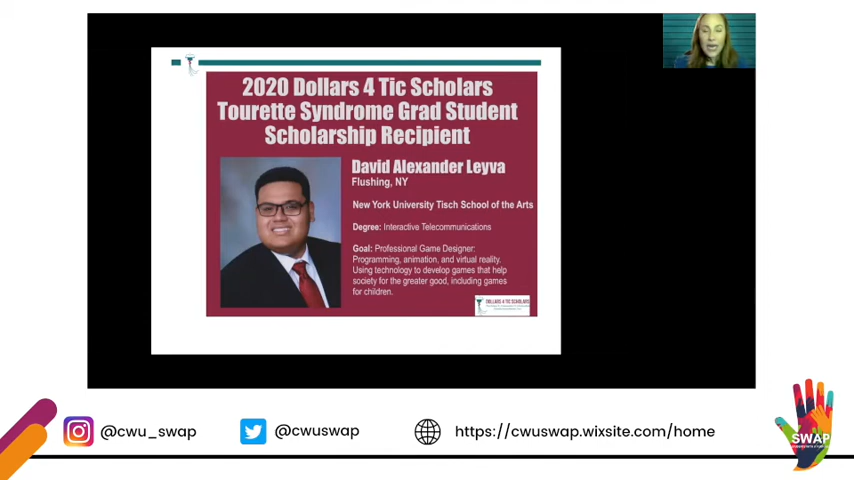 2020 Dollars 4 Tic Scholars
Tourette Syndrome Grad Student
Scholarship Recipient
David Alexander Leyva
Flushing, NY
New York University Tisch School of the Arts
Degree: Interactive Telecommunications
Goal: Professional Game Designer:
Programming, animation, and virtual reality.
Using technology to develop games that help
society for the greater good, including games
for children.
DOLLARS 4 TIC SCHOLARS
@cwu_swap
@cwuswap
https://cwuswap.wixsite.com/home
SWAP